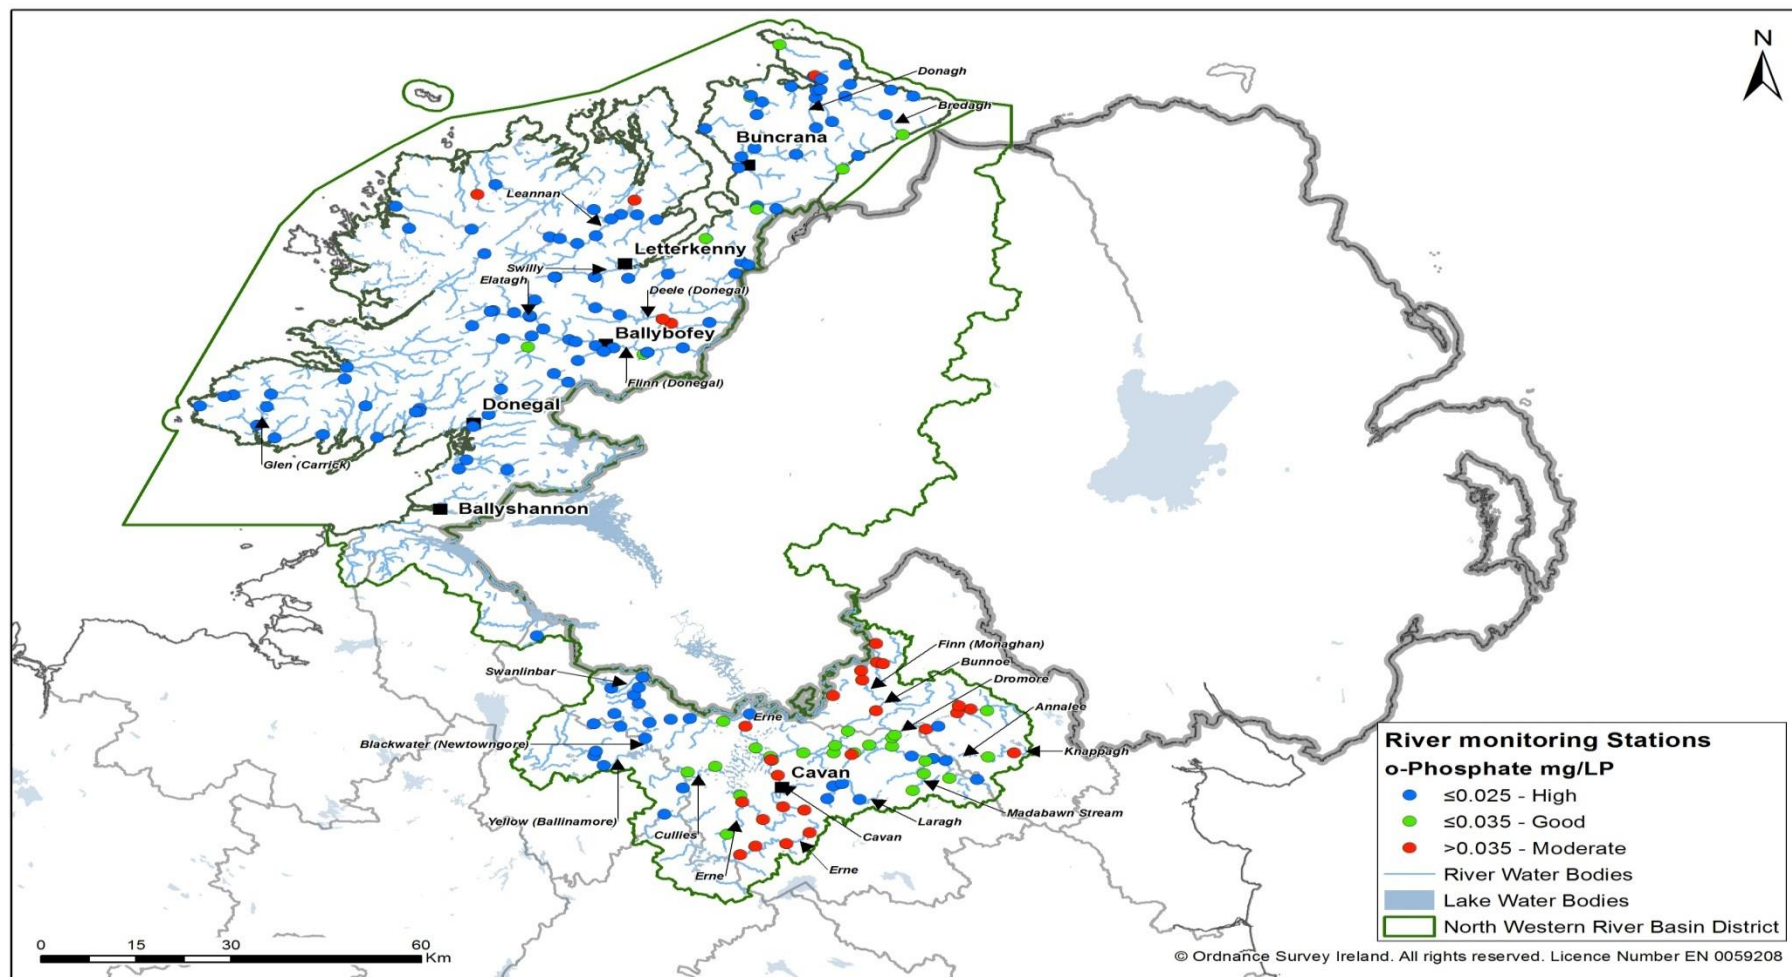 N
Donagh
Bredagh
Buncrana
Leannan
Letterkenny
Swilly
Elatagh
Deele (Donegal)
Ballybofey
Flinn (Donegal)
Donegal
Glen (Carrick)
Ballyshannon
Finn (Monaghan)
Bunnoe
Swanlinbar
Dromore
Annalee
Erne
Blackwater (Newtowngore)
Knappagh
Cavan
Yellow (Ballinamore)
Madabawn Stream
Laragh
Cullies
Cavan
Erne
Erne
River monitoring Stations
o-Phosphate mg/LP
≤0.025 - High
≤0.035 - Good
>0.035 - Moderate
River Water Bodies
Lake Water Bodies
North Western River Basin District
0 15 30 60
Km
© Ordnance Survey Ireland. All rights reserved. Licence Number EN 0059208